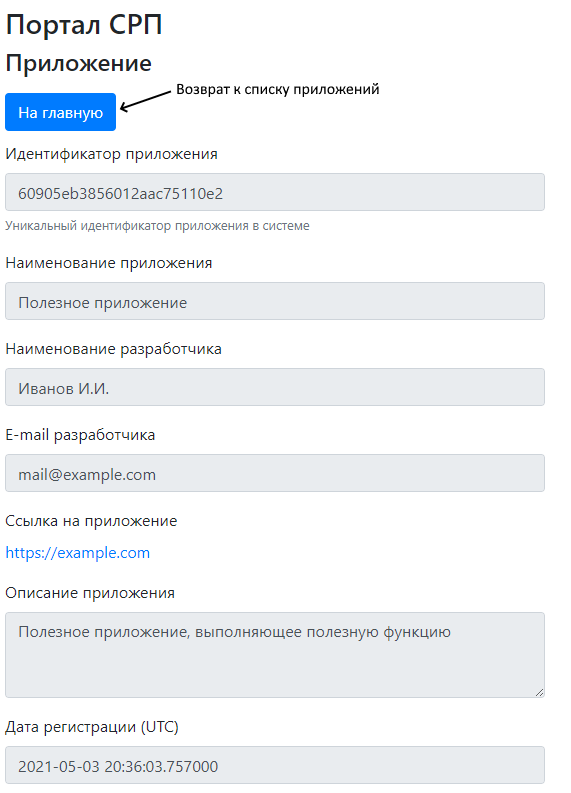 Портал СРП
Приложение
Возврат к списку приложений
На главную
Идентификатор приложения
60905eb3856012aac75110e2
Уникальный идентификатор приложения в системе
Наименование приложения
Полезное приложение
Наименование разработчика
Иванов И.И.
E-mail разработчика
mail@example.com
Ссылка на приложение
https://example.com
Описание приложения
Полезное приложение, выполняющее полезную функцию
Дата регистрации (UTC)
2021-05-03 20:36:03.757000